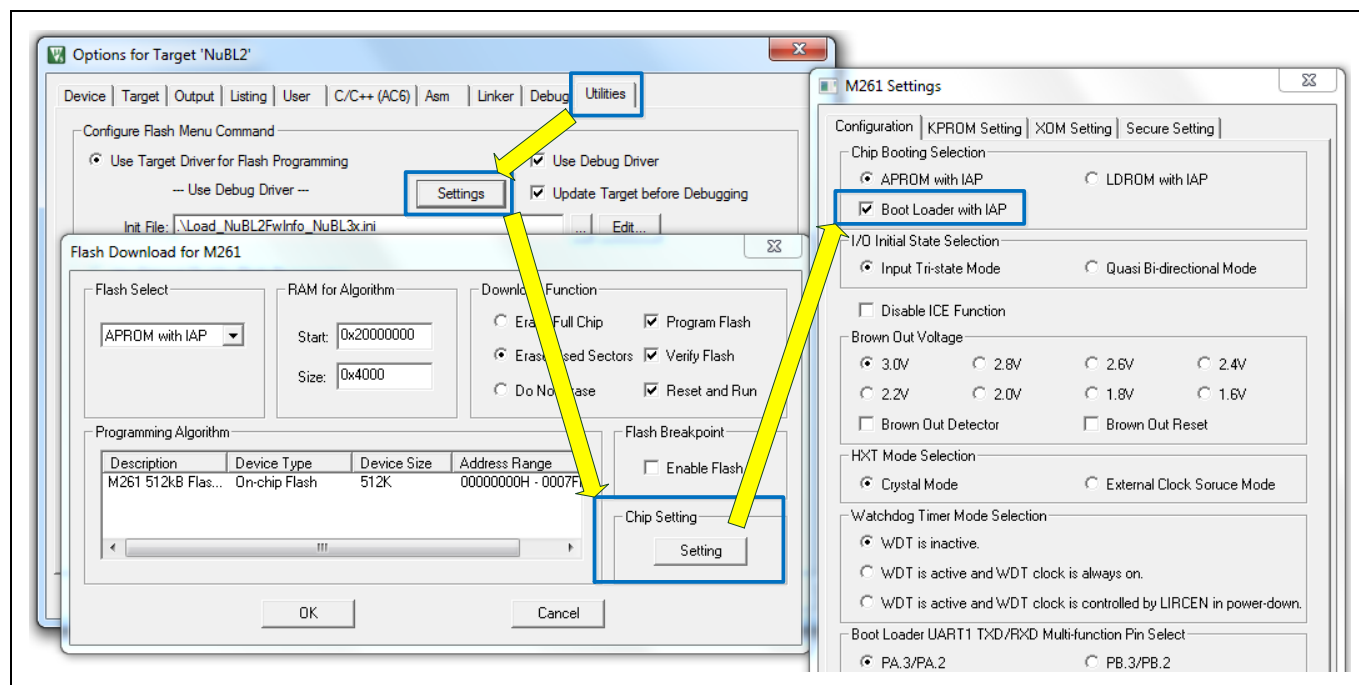 Options for Target 'NuBL2'
Device Target Output Listing User C/C++ (AC6) Asm Linker Debug Utilities
Configure Flash Menu Command
Use Target Driver for Flash Programming
Use Debug Driver
--- Use Debug Driver ---
Settings
Update Target before Debugging
Init File: .\Load_NuBL2FwInfo_NuBL3x.ini ... Edit...
Flash Download for M261
Flash Select
APROM with IAP
RAM for Algorithm
Start: 0x20000000
Size: 0x4000
Download Function
Full Chip
Program Flash
Sectors
Verify Flash
Do
Reset and Run
Programming Algorithm
Description Device Type Device Size Address Range
M261 512kB Flas... On-chip Flash 512K 00000000H - 0007F
Flash Breakpoint
Enable Flash
Chip Setting
Setting
OK Cancel
M261 Settings
Configuration KPROM Setting XOM Setting Secure Setting
Chip Booting Selection
APROM with IAP LDROM with IAP
Boot Loader with IAP
I/O Initial State Selection
Input Tri-state Mode Quasi Bi-directional Mode
Disable ICE Function
Brown Out Voltage
3.0V 2.8V 2.6V 2.4V
2.2V 2.0V 1.8V 1.6V
Brown Out Detector Brown Out Reset
HXT Mode Selection
Crystal Mode External Clock Soruce Mode
Watchdog Timer Mode Selection
WDT is inactive.
WDT is active and WDT clock is always on.
WDT is active and WDT clock is controlled by LIRCEN in power-down.
Boot Loader UART1 TXD/RXD Multi-function Pin Select
PA.3/PA.2 PB.3/PB.2